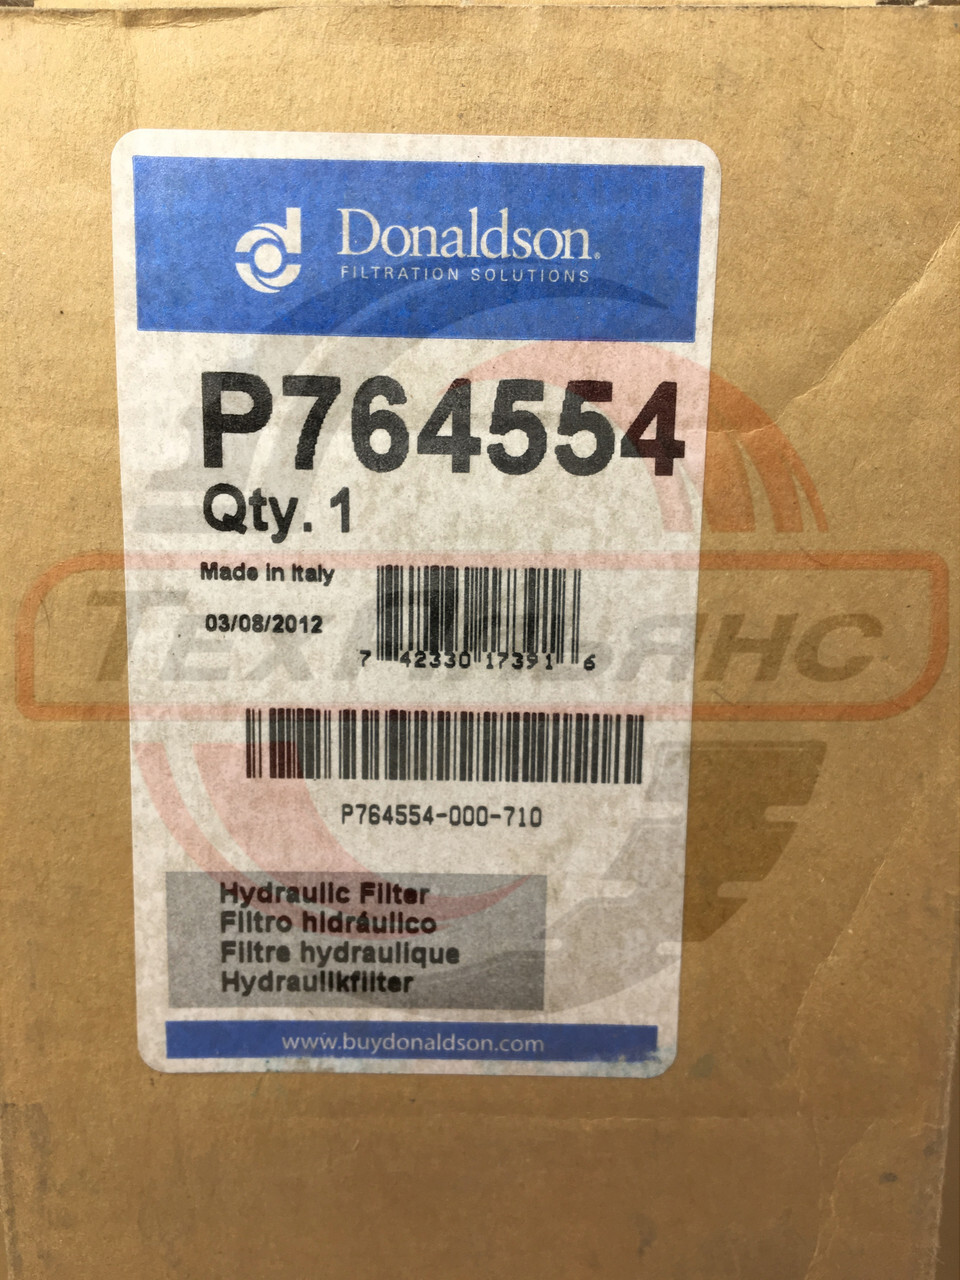 Donaldson.
FILTRATION SOLUTIONS
P764554
Qty. 1
Made in Italy
03/08/2012
7 42330 17391 6
ТЕХАЛЬЯНС
P764554-000-710
Hydraulic Filter
Filtro hidráulico
Filtre hydraulique
Hydraulikfilter
www.buydonaldson.com